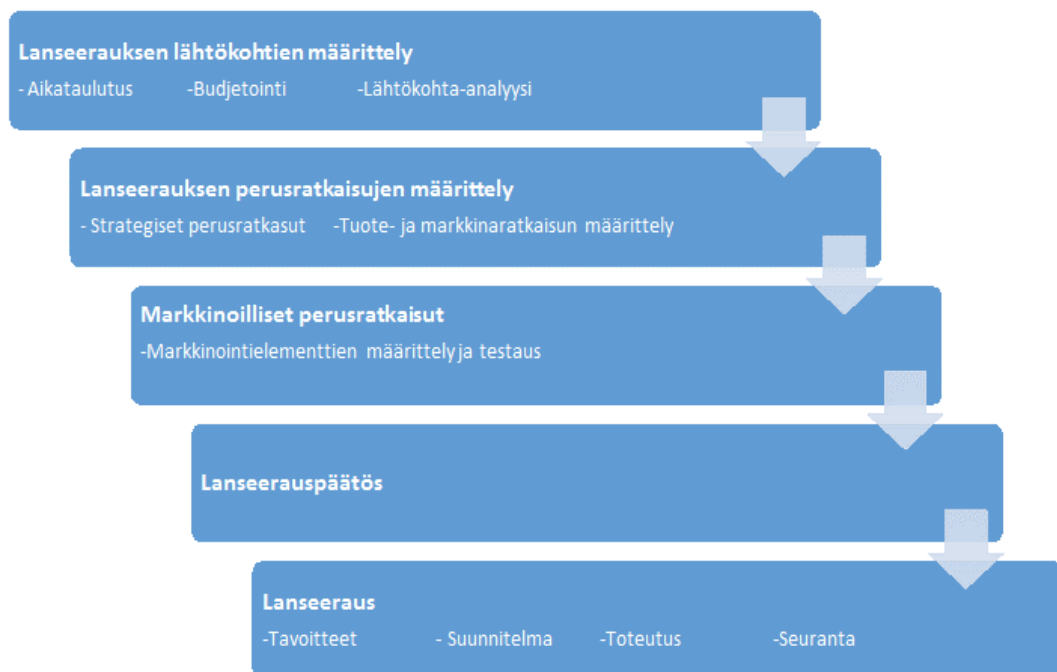 Lanseerauksen lähtökohtien määrittely
- Aikataulutus -Budjetointi -Lähtökohta-analyysi
Lanseerauksen perusratkaisujen määrittely
- Strategiset perusratkasut -Tuote- ja markkinaratkaisun määrittely
Markkinoilliset perusratkaisut
-Markkinointielementtien määrittely ja testaus
Lanseerauspäätös
Lanseeraus
-Tavoitteet - Suunnitelma -Toteutus -Seuranta